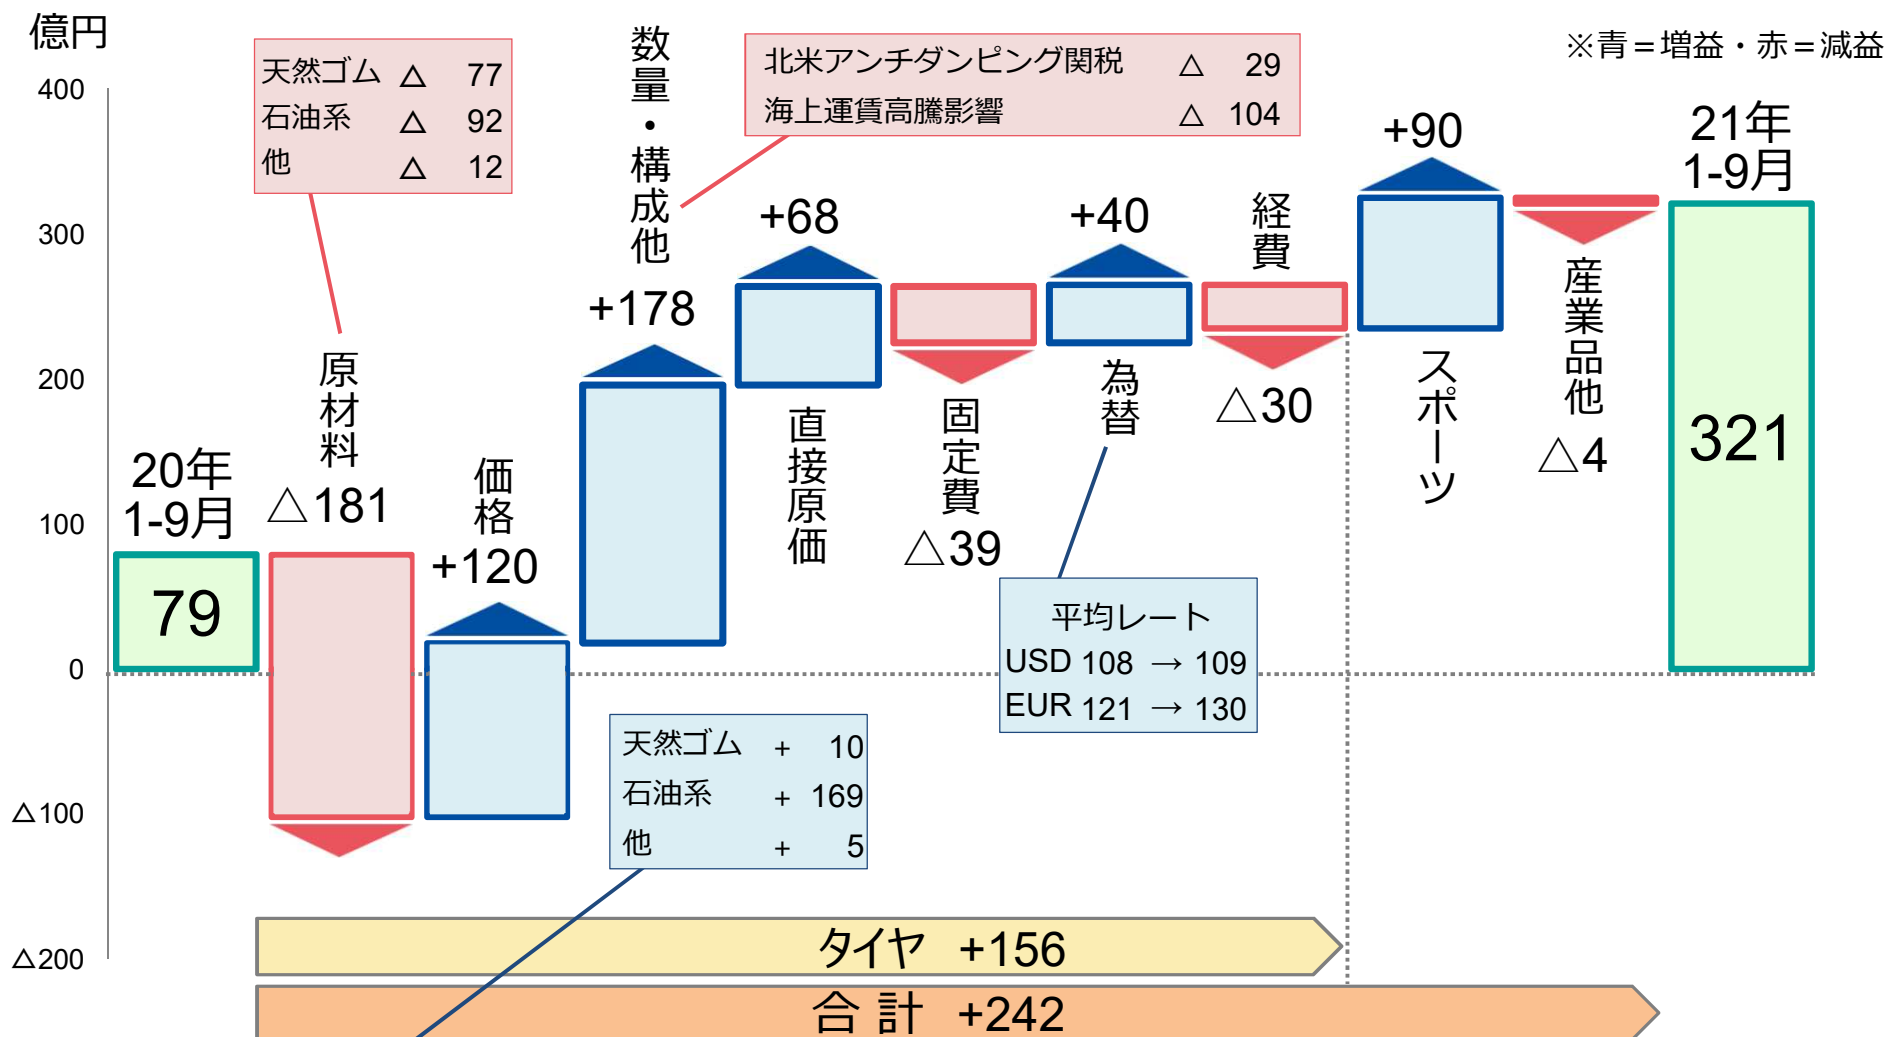 億円
※青＝増益・赤＝減益
400
300
200
100
0
△100
△200
天然ゴム △ 77
石油系 △ 92
他 △ 12
数量・構成他
+178
北米アンチダンピング関税 △ 29
海上運賃高騰影響 △ 104
20年
1-9月
79
原材料
△181
価格
+120
+68
直接原価
固定費
△39
+40
為替
経費
△30
+90
スポーツ
産業品他
△4
21年
1-9月
321
平均レート
USD 108 → 109
EUR 121 → 130
天然ゴム + 10
石油系 + 169
他 + 5
タイヤ +156
合 計 +242